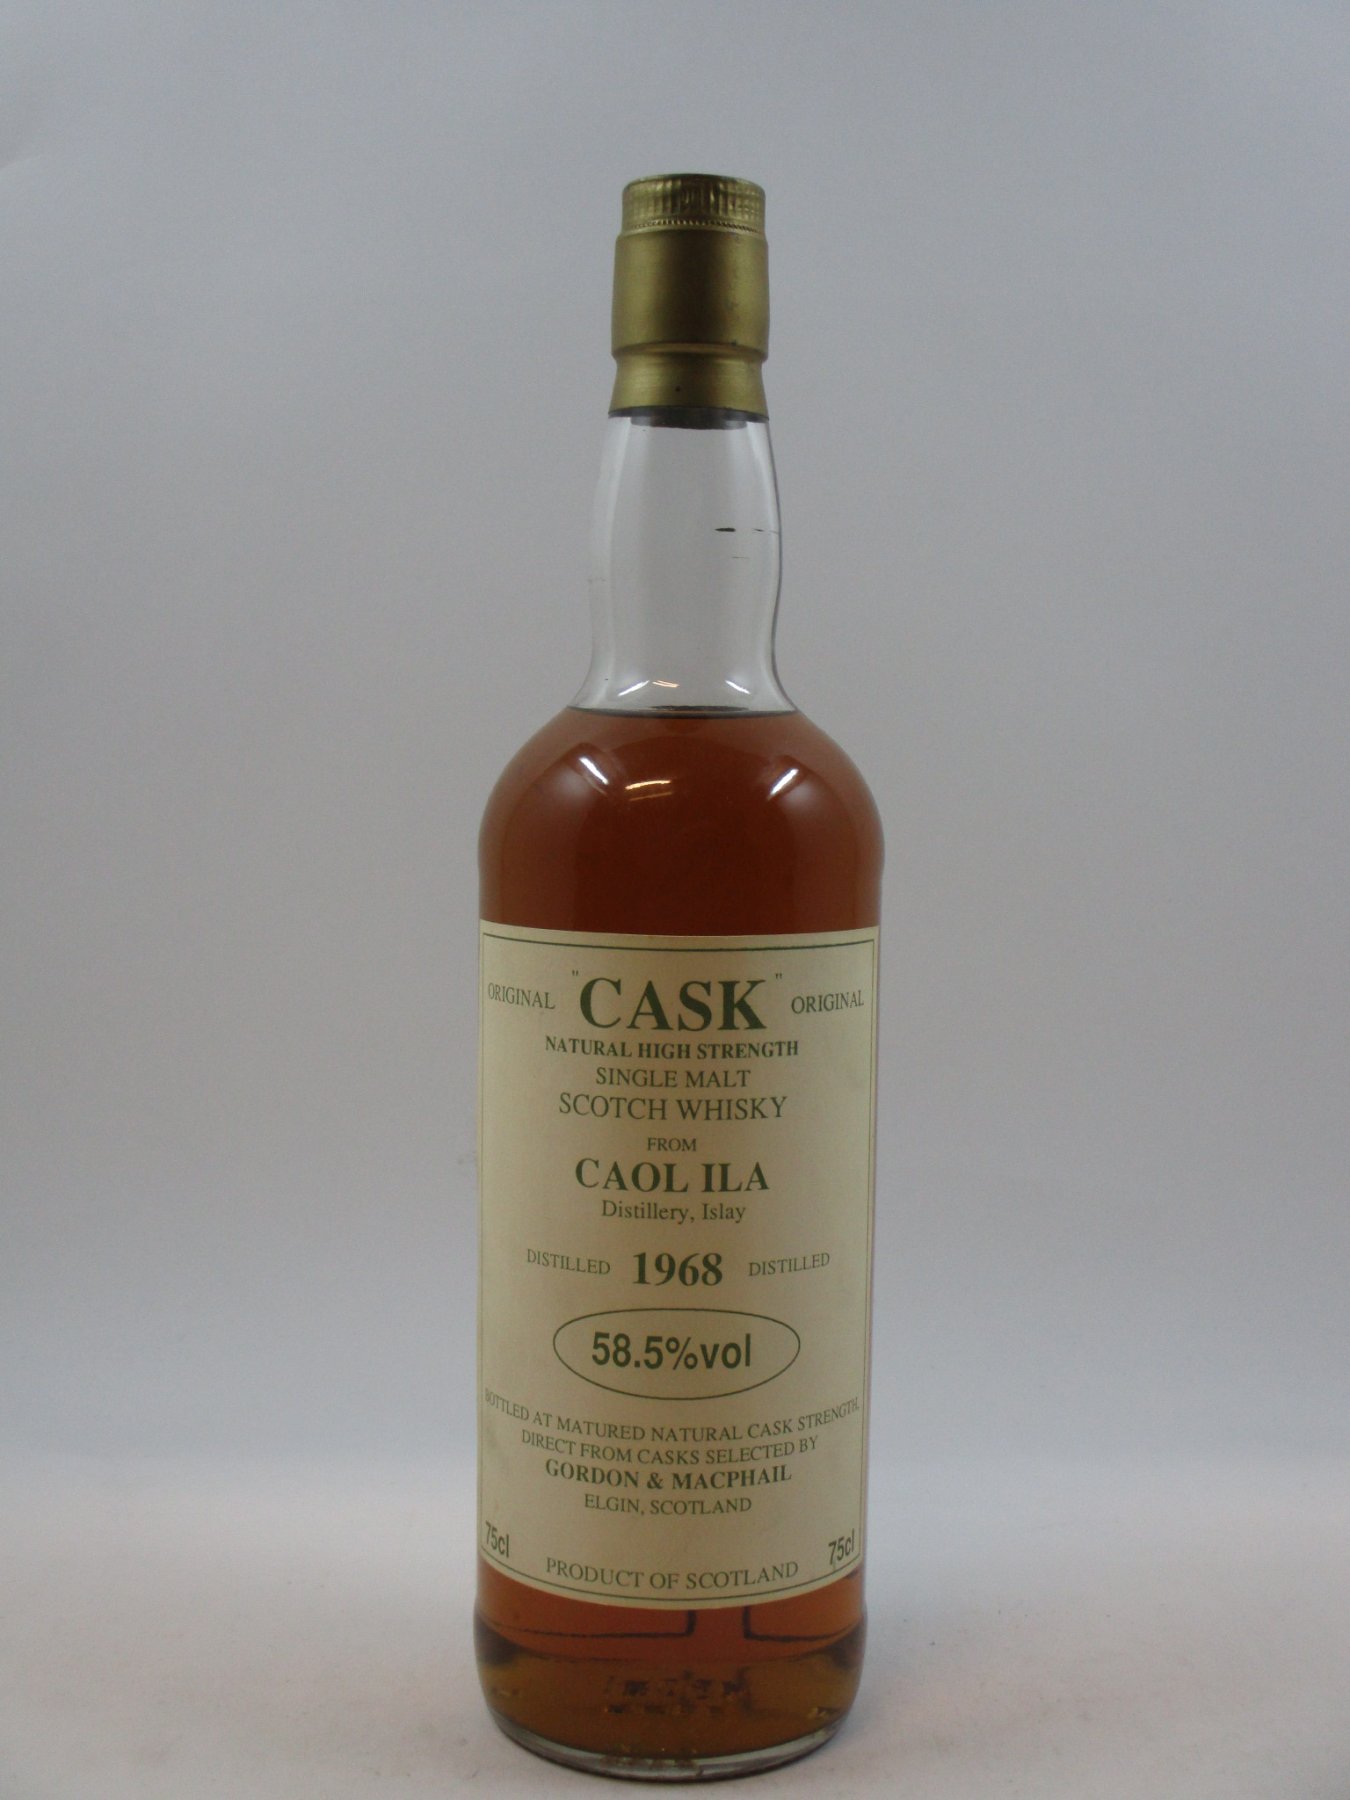 ORIGINAL "CASK" ORIGINAL
NATURAL HIGH STRENGTH
SINGLE MALT
SCOTCH WHISKY
FROM
CAOL ILA
Distillery, Islay
DISTILLED 1968 DISTILLED
58.5%vol
BOTTLED AT MATURED NATURAL CASK STRENGTH,
DIRECT FROM CASKS SELECTED BY
GORDON & MACPHAIL
ELGIN, SCOTLAND
75cl 75cl
PRODUCT OF SCOTLAND